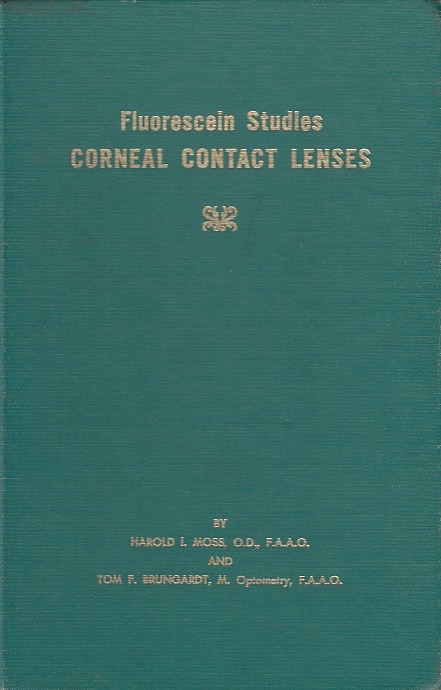 Fluorescein Studies
CORNEAL CONTACT LENSES
BY
HAROLD I. MOSS, O.D., F.A.A.O.
AND
TOM F. BRUNGARDT, M. Optometry, F.A.A.O.